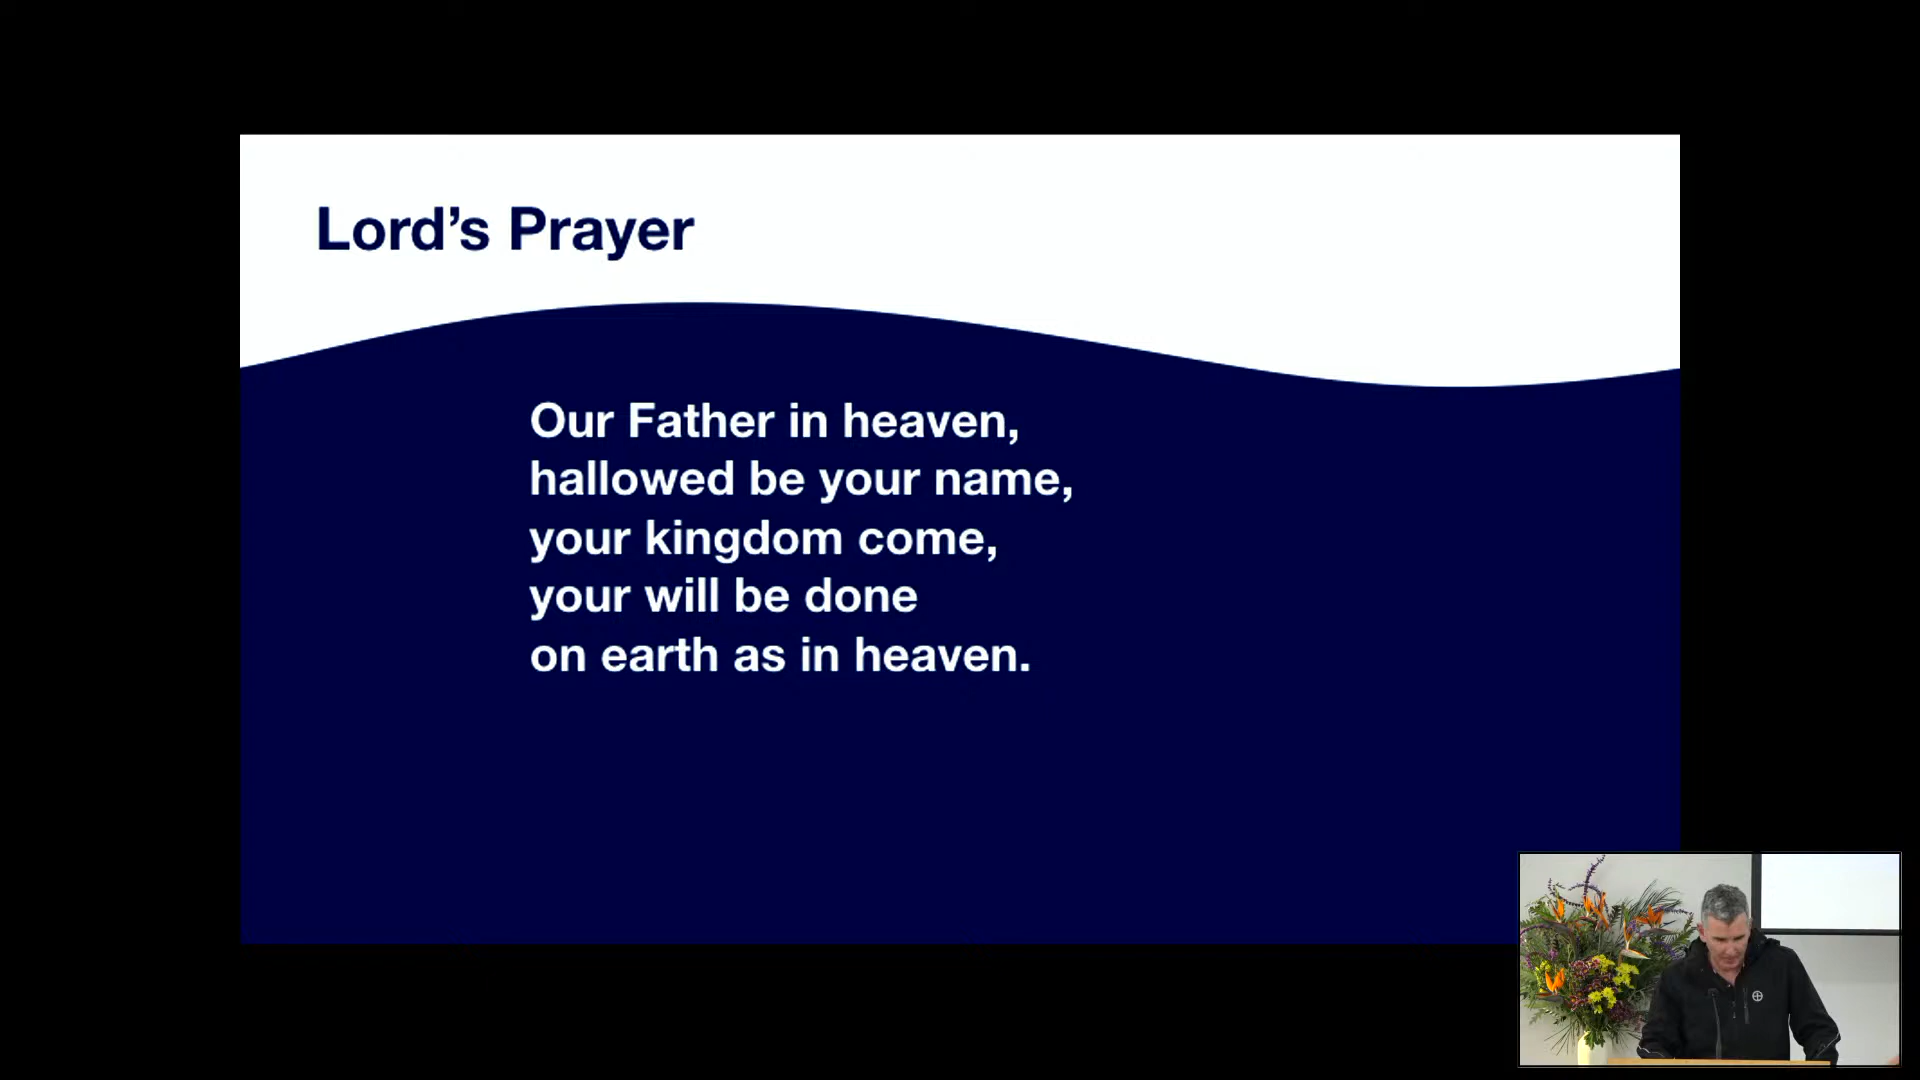 Lord’s Prayer
Our Father in heaven,
hallowed be your name,
your kingdom come,
your will be done
on earth as in heaven.